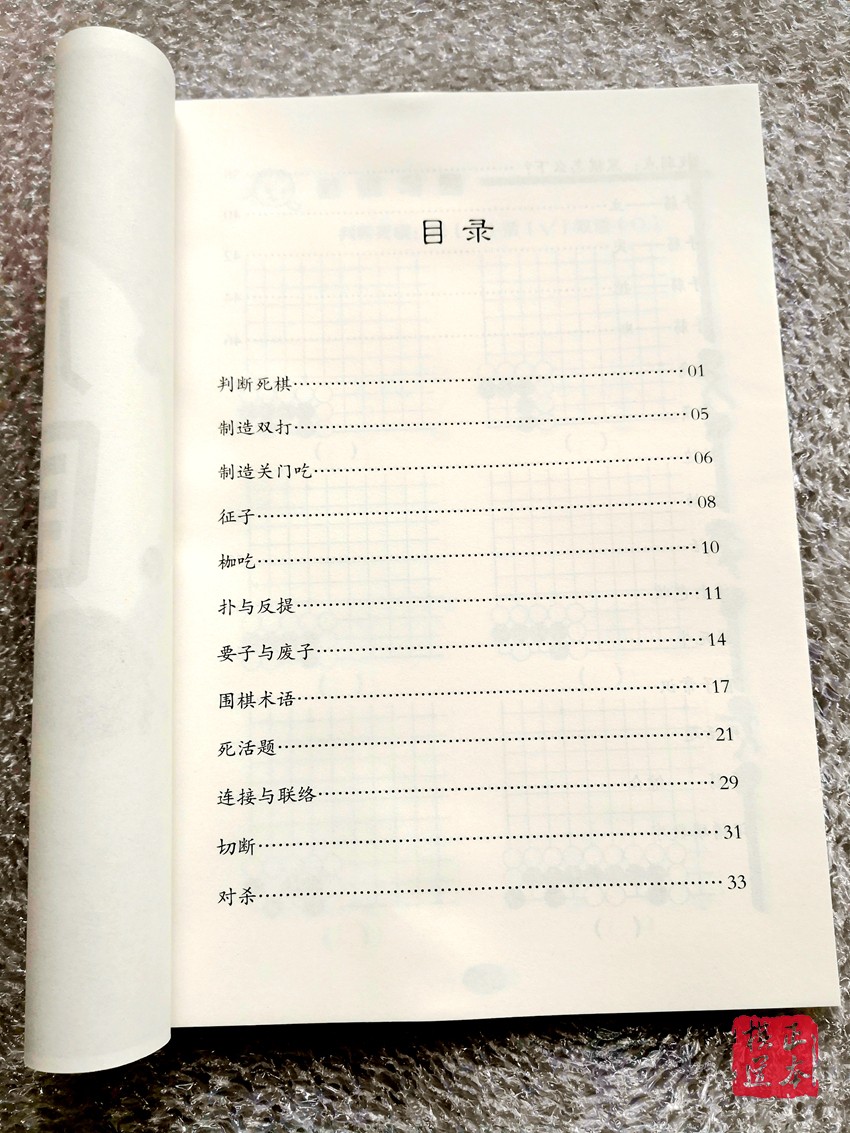 目录
判断死棋……………………………………01
制造双打……………………………………05
制造关门吃…………………………………06
征子…………………………………………08
枷吃…………………………………………10
扑与反提……………………………………11
要子与废子…………………………………14
围棋术语……………………………………17
死活题………………………………………21
连接与联络…………………………………29
切断…………………………………………31
对杀…………………………………………33